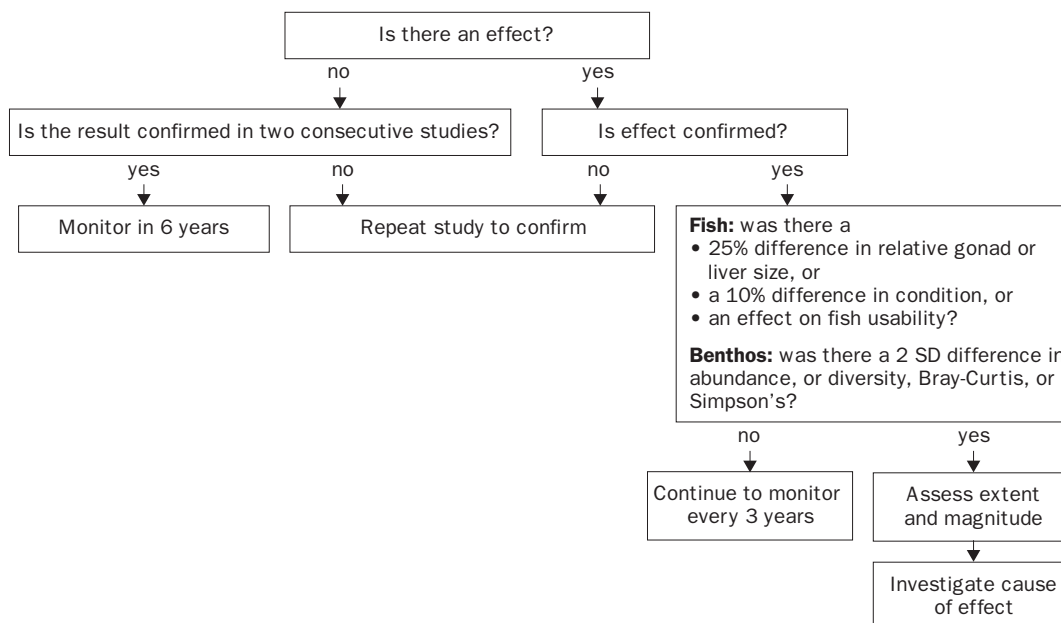 Is there an effect?
no
yes
Is the result confirmed in two consecutive studies?
Is effect confirmed?
yes
no
no
yes
Monitor in 6 years
Repeat study to confirm
Fish: was there a
• 25% difference in relative gonad or
liver size, or
• a 10% difference in condition, or
• an effect on fish usability?
Benthos: was there a 2 SD difference in
abundance, or diversity, Bray-Curtis, or
Simpson's?
no
yes
Continue to monitor
every 3 years
Assess extent
and magnitude
Investigate cause
of effect